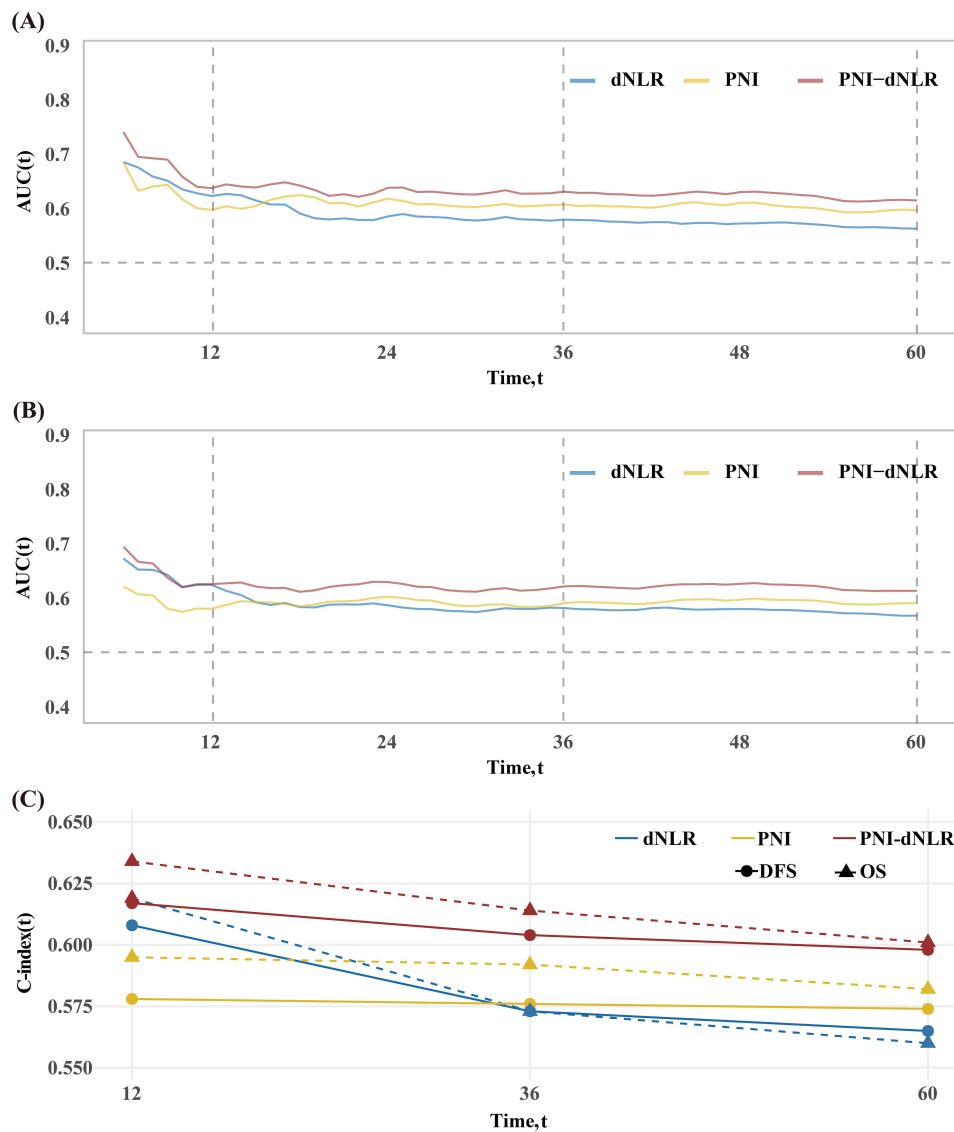 (A)
0.9
0.8
0.7
0.6
0.5
0.4
AUC(t)
dNLR PNI PNI−dNLR
12 24 36 48 60
Time,t
(B)
0.9
0.8
0.7
0.6
0.5
0.4
AUC(t)
dNLR PNI PNI−dNLR
12 24 36 48 60
Time,t
(C)
0.650
0.625
0.600
0.575
0.550
C-index(t)
dNLR PNI PNI-dNLR
DFS OS
12 36 60
Time,t